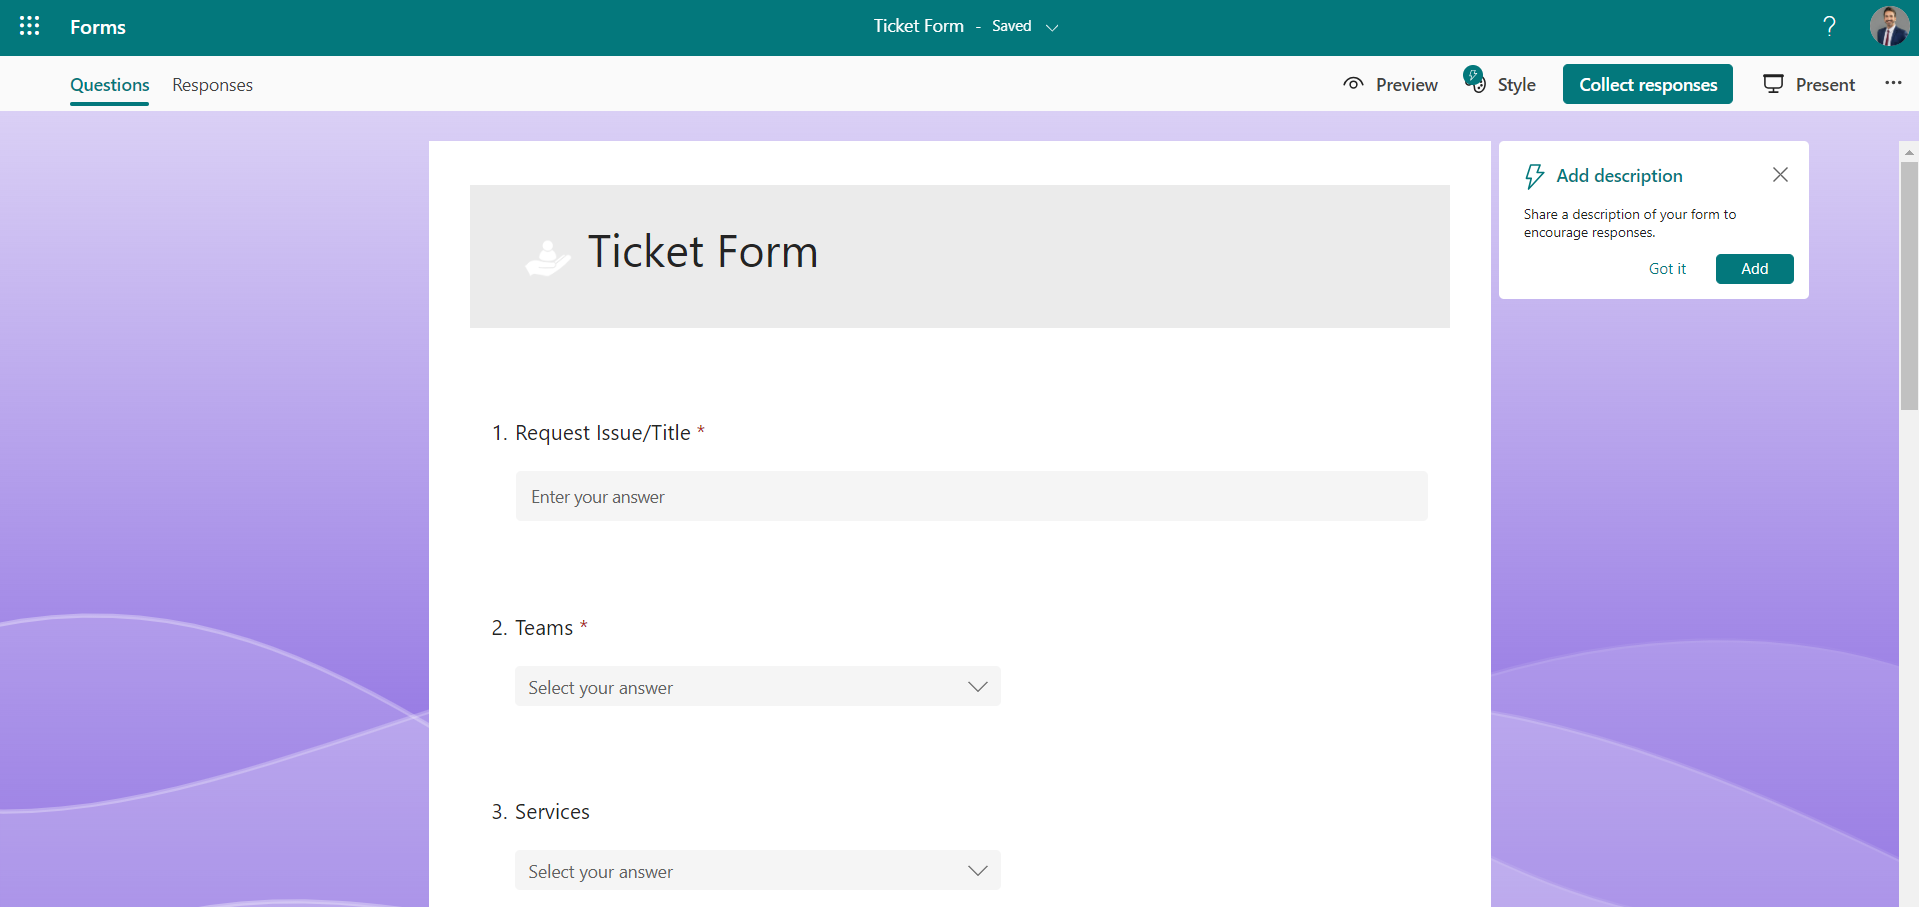 Forms
Ticket Form - Saved
?
Questions Responses
Preview Style Collect responses Present ...
Add description
Share a description of your form to
encourage responses.
Got it Add
Ticket Form
1. Request Issue/Title *
Enter your answer
2. Teams *
Select your answer
3. Services
Select your answer